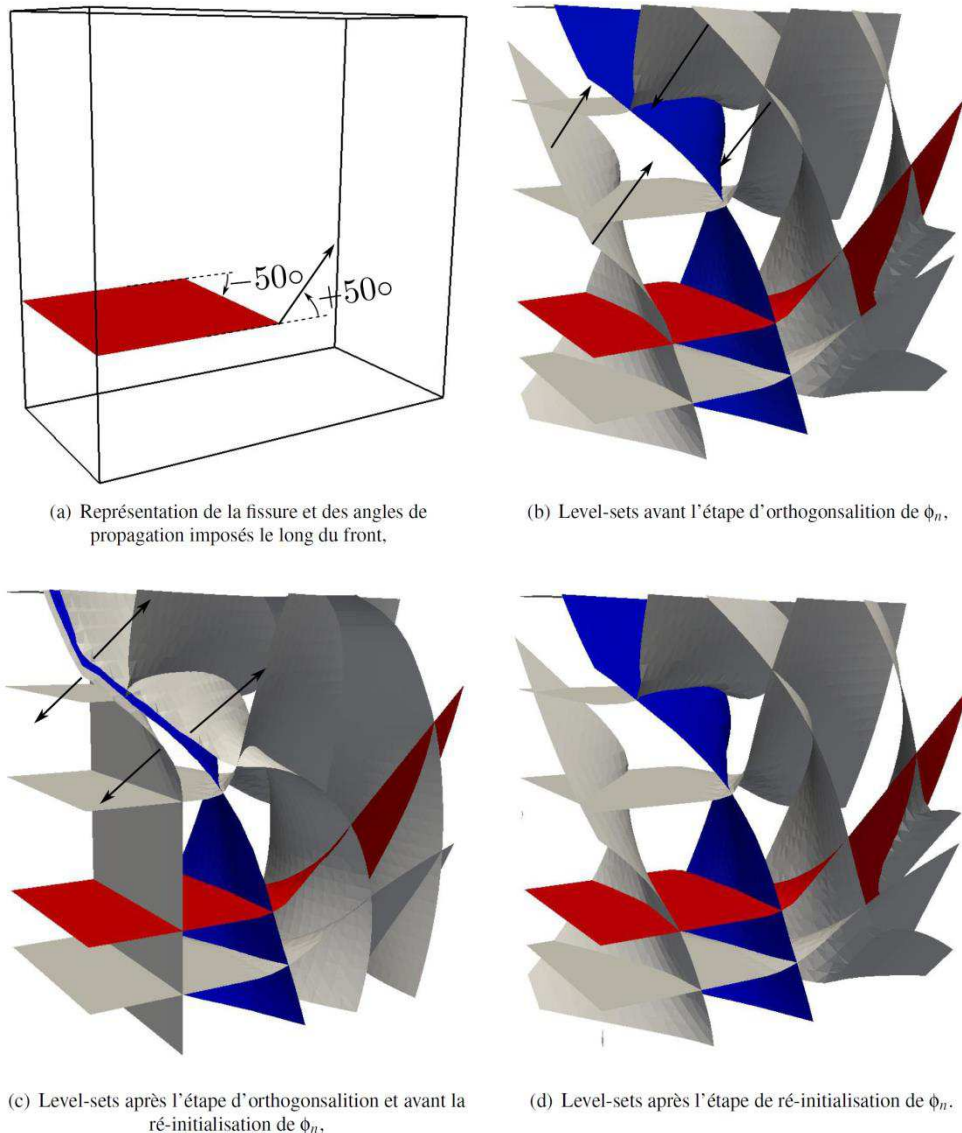 −50∘
+50∘
(a) Représentation de la fissure et des angles de
propagation imposés le long du front,
(b) Level-sets avant l'étape d'orthogonsalition de ϕn,
(c) Level-sets après l'étape d'orthogonsalition et avant la
ré-initialisation de ϕn,
(d) Level-sets après l'étape de ré-initialisation de ϕn.